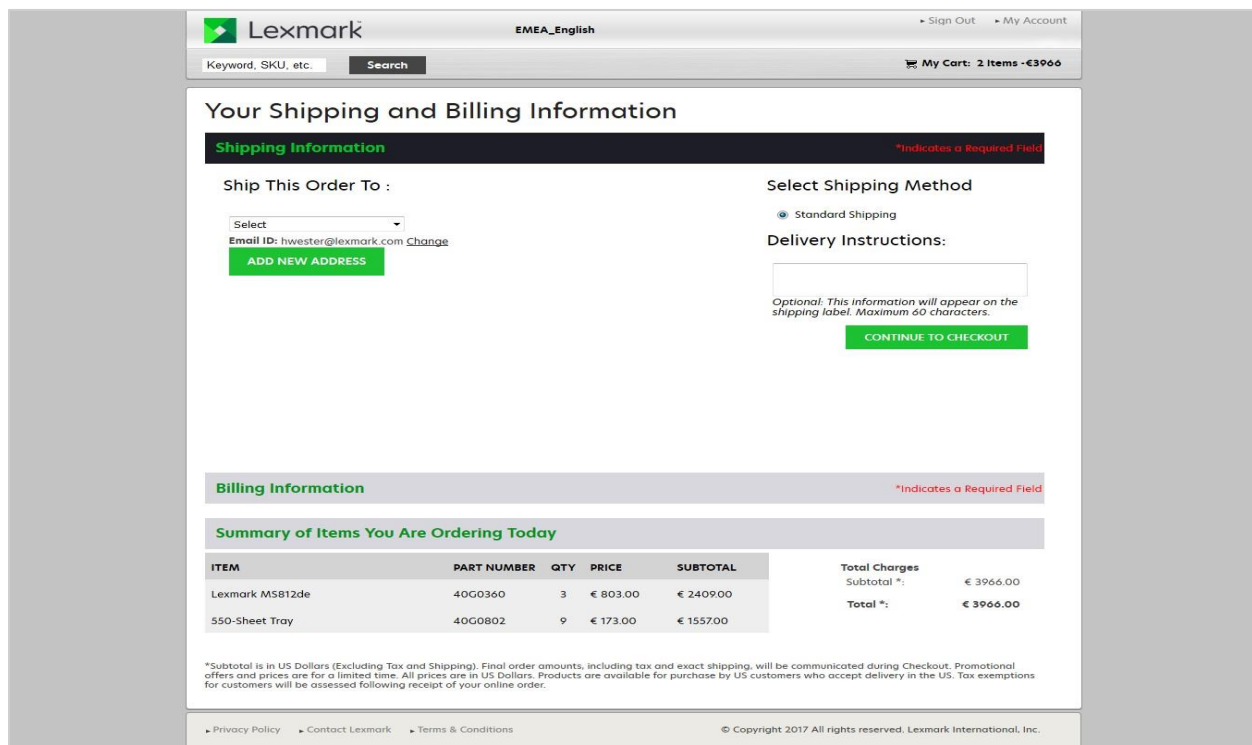 Lexmark
EMEA_English
▸ Sign Out ▸ My Account
Keyword, SKU, etc. Search
My Cart: 2 Items -€3966
Your Shipping and Billing Information
Shipping Information *Indicates a Required Field
Ship This Order To :
Select
Email ID: hwester@lexmark.com Change
ADD NEW ADDRESS
Select Shipping Method
Standard Shipping
Delivery Instructions:
Optional: This information will appear on the
shipping label. Maximum 60 characters.
CONTINUE TO CHECKOUT
Billing Information *Indicates a Required Field
Summary of Items You Are Ordering Today
ITEM PART NUMBER QTY PRICE SUBTOTAL
Lexmark MS812de 40G0360 3 € 803.00 € 2409.00
550-Sheet Tray 40G0802 9 € 173.00 € 1557.00
Total Charges
Subtotal *: € 3966.00
Total *: € 3966.00
*Subtotal is in US Dollars (Excluding Tax and Shipping). Final order amounts, including tax and exact shipping, will be communicated during Checkout. Promotional
offers and prices are for a limited time. All prices are in US Dollars. Products are available for purchase by US customers who accept delivery in the US. Tax exemptions
for customers will be assessed following receipt of your online order.
▸ Privacy Policy ▸ Contact Lexmark ▸ Terms & Conditions © Copyright 2017 All rights reserved. Lexmark International, Inc.